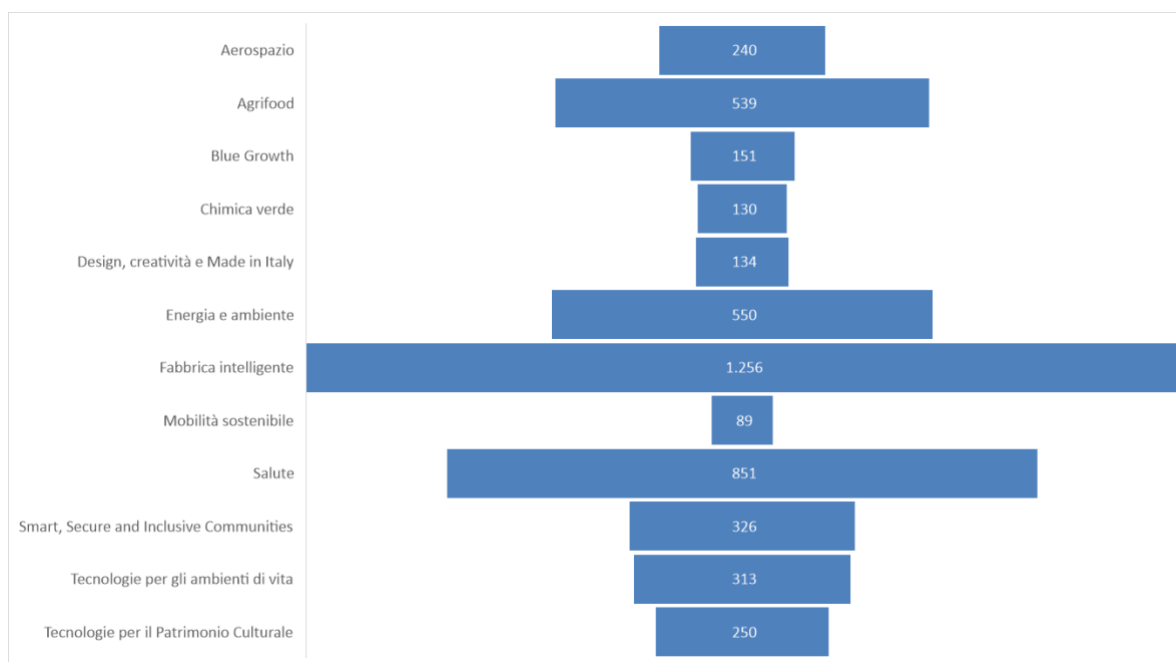 Aerospazio 240
Agrifood 539
Blue Growth 151
Chimica verde 130
Design, creatività e Made in Italy 134
Energia e ambiente 550
Fabbrica intelligente 1.256
Mobilità sostenibile 89
Salute 851
Smart, Secure and Inclusive Communities 326
Tecnologie per gli ambienti di vita 313
Tecnologie per il Patrimonio Culturale 250